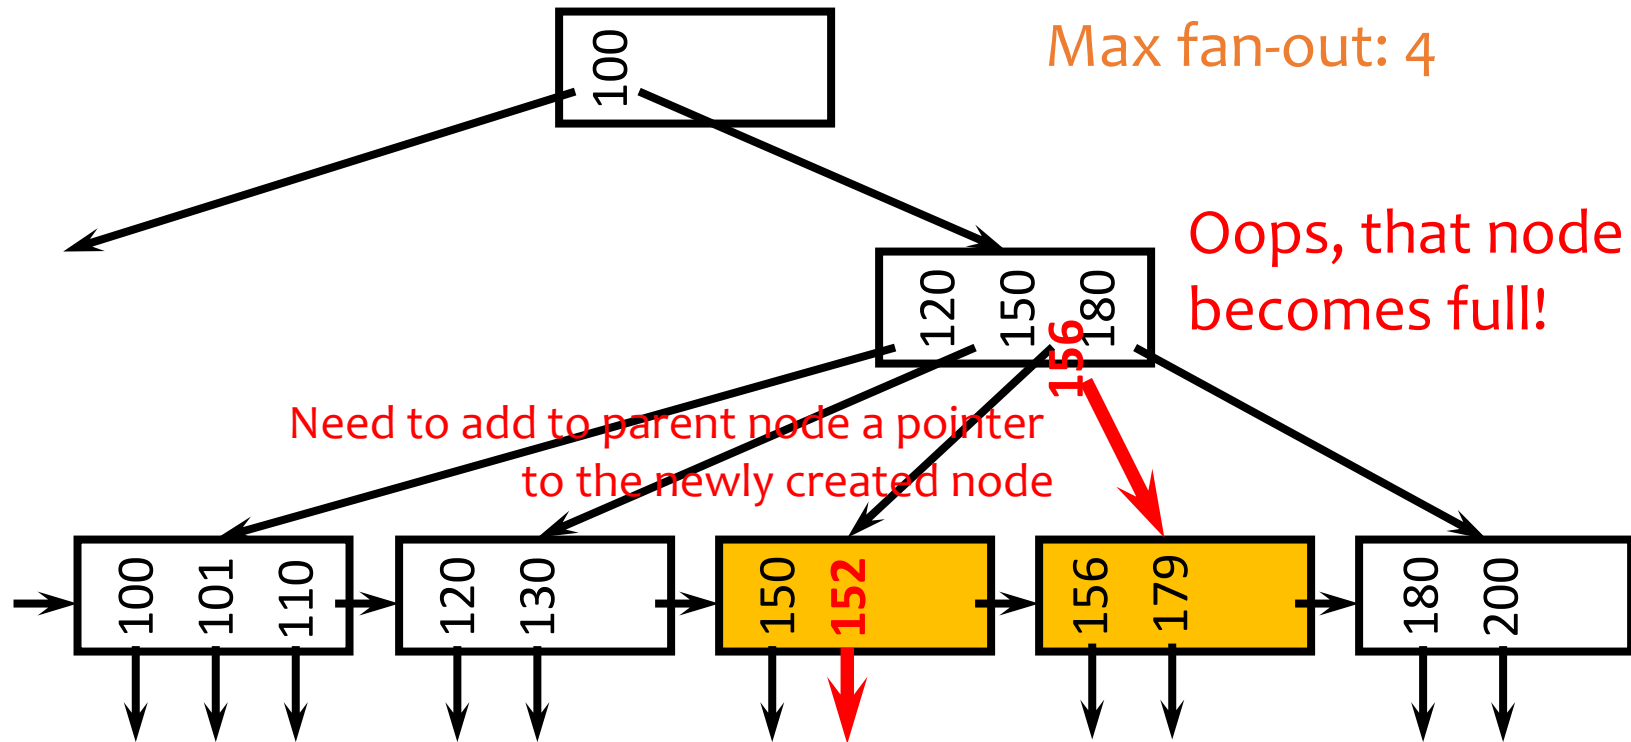 100
Max fan-out: 4
Oops, that node
becomes full!
120 150 156 180
Need to add to parent node a pointer
to the newly created node
100 101 110 120 130 150 152 156 179 180 200